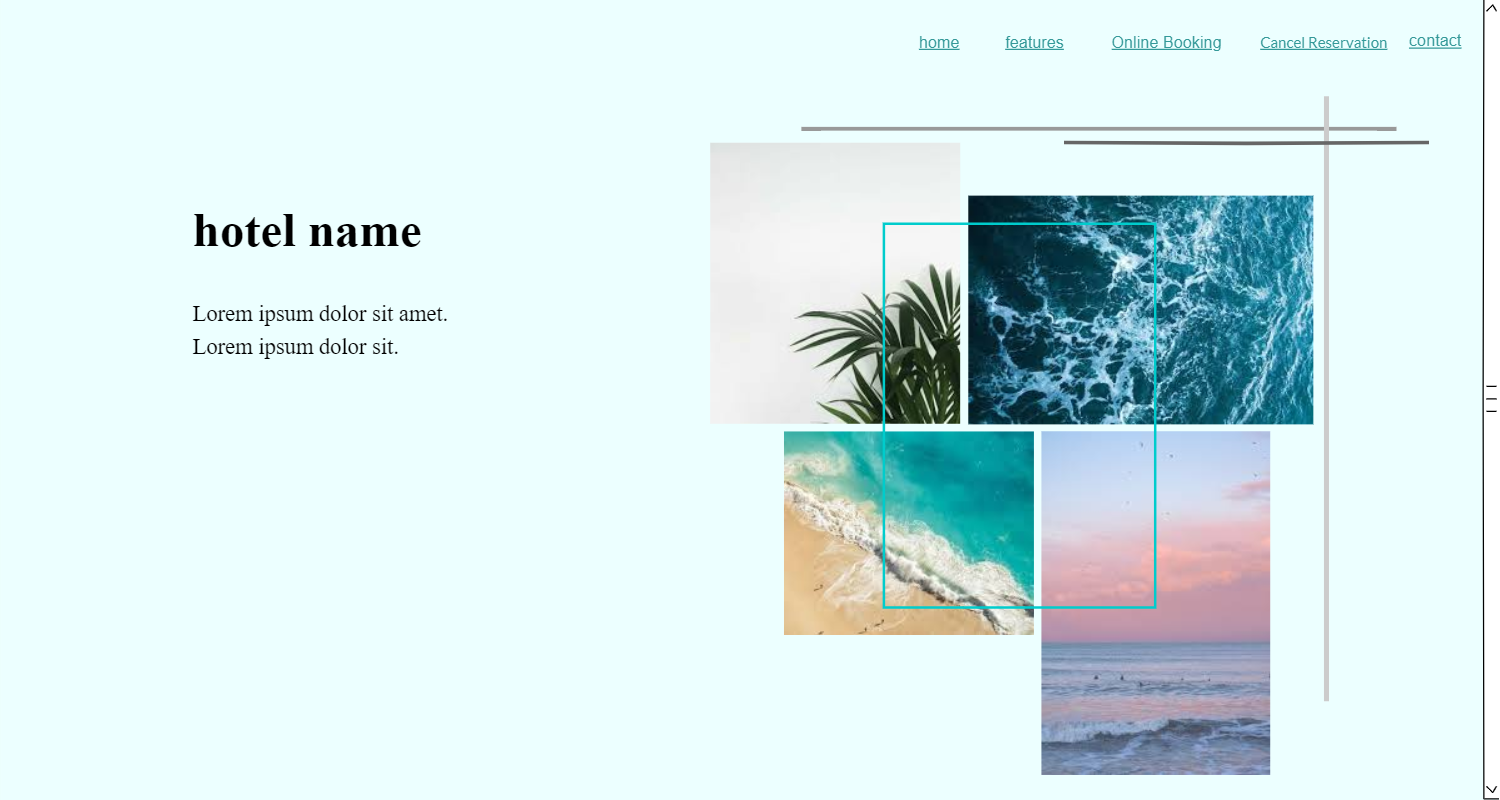 home features Online Booking Cancel Reservation contact
hotel name
Lorem ipsum dolor sit amet.
Lorem ipsum dolor sit.